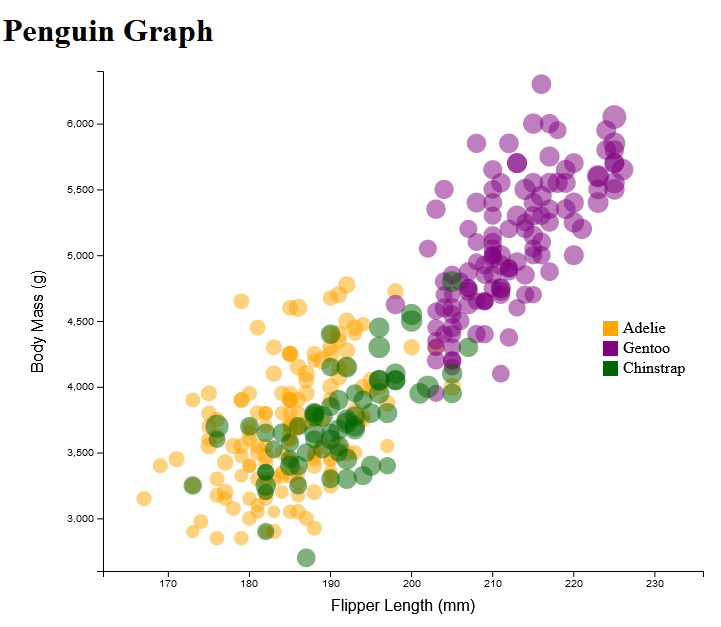 Penguin Graph
6,000
5,500
5,000
4,500
4,000
3,500
3,000
Body Mass (g)
Adelie
Gentoo
Chinstrap
170 180 190 200 210 220 230
Flipper Length (mm)